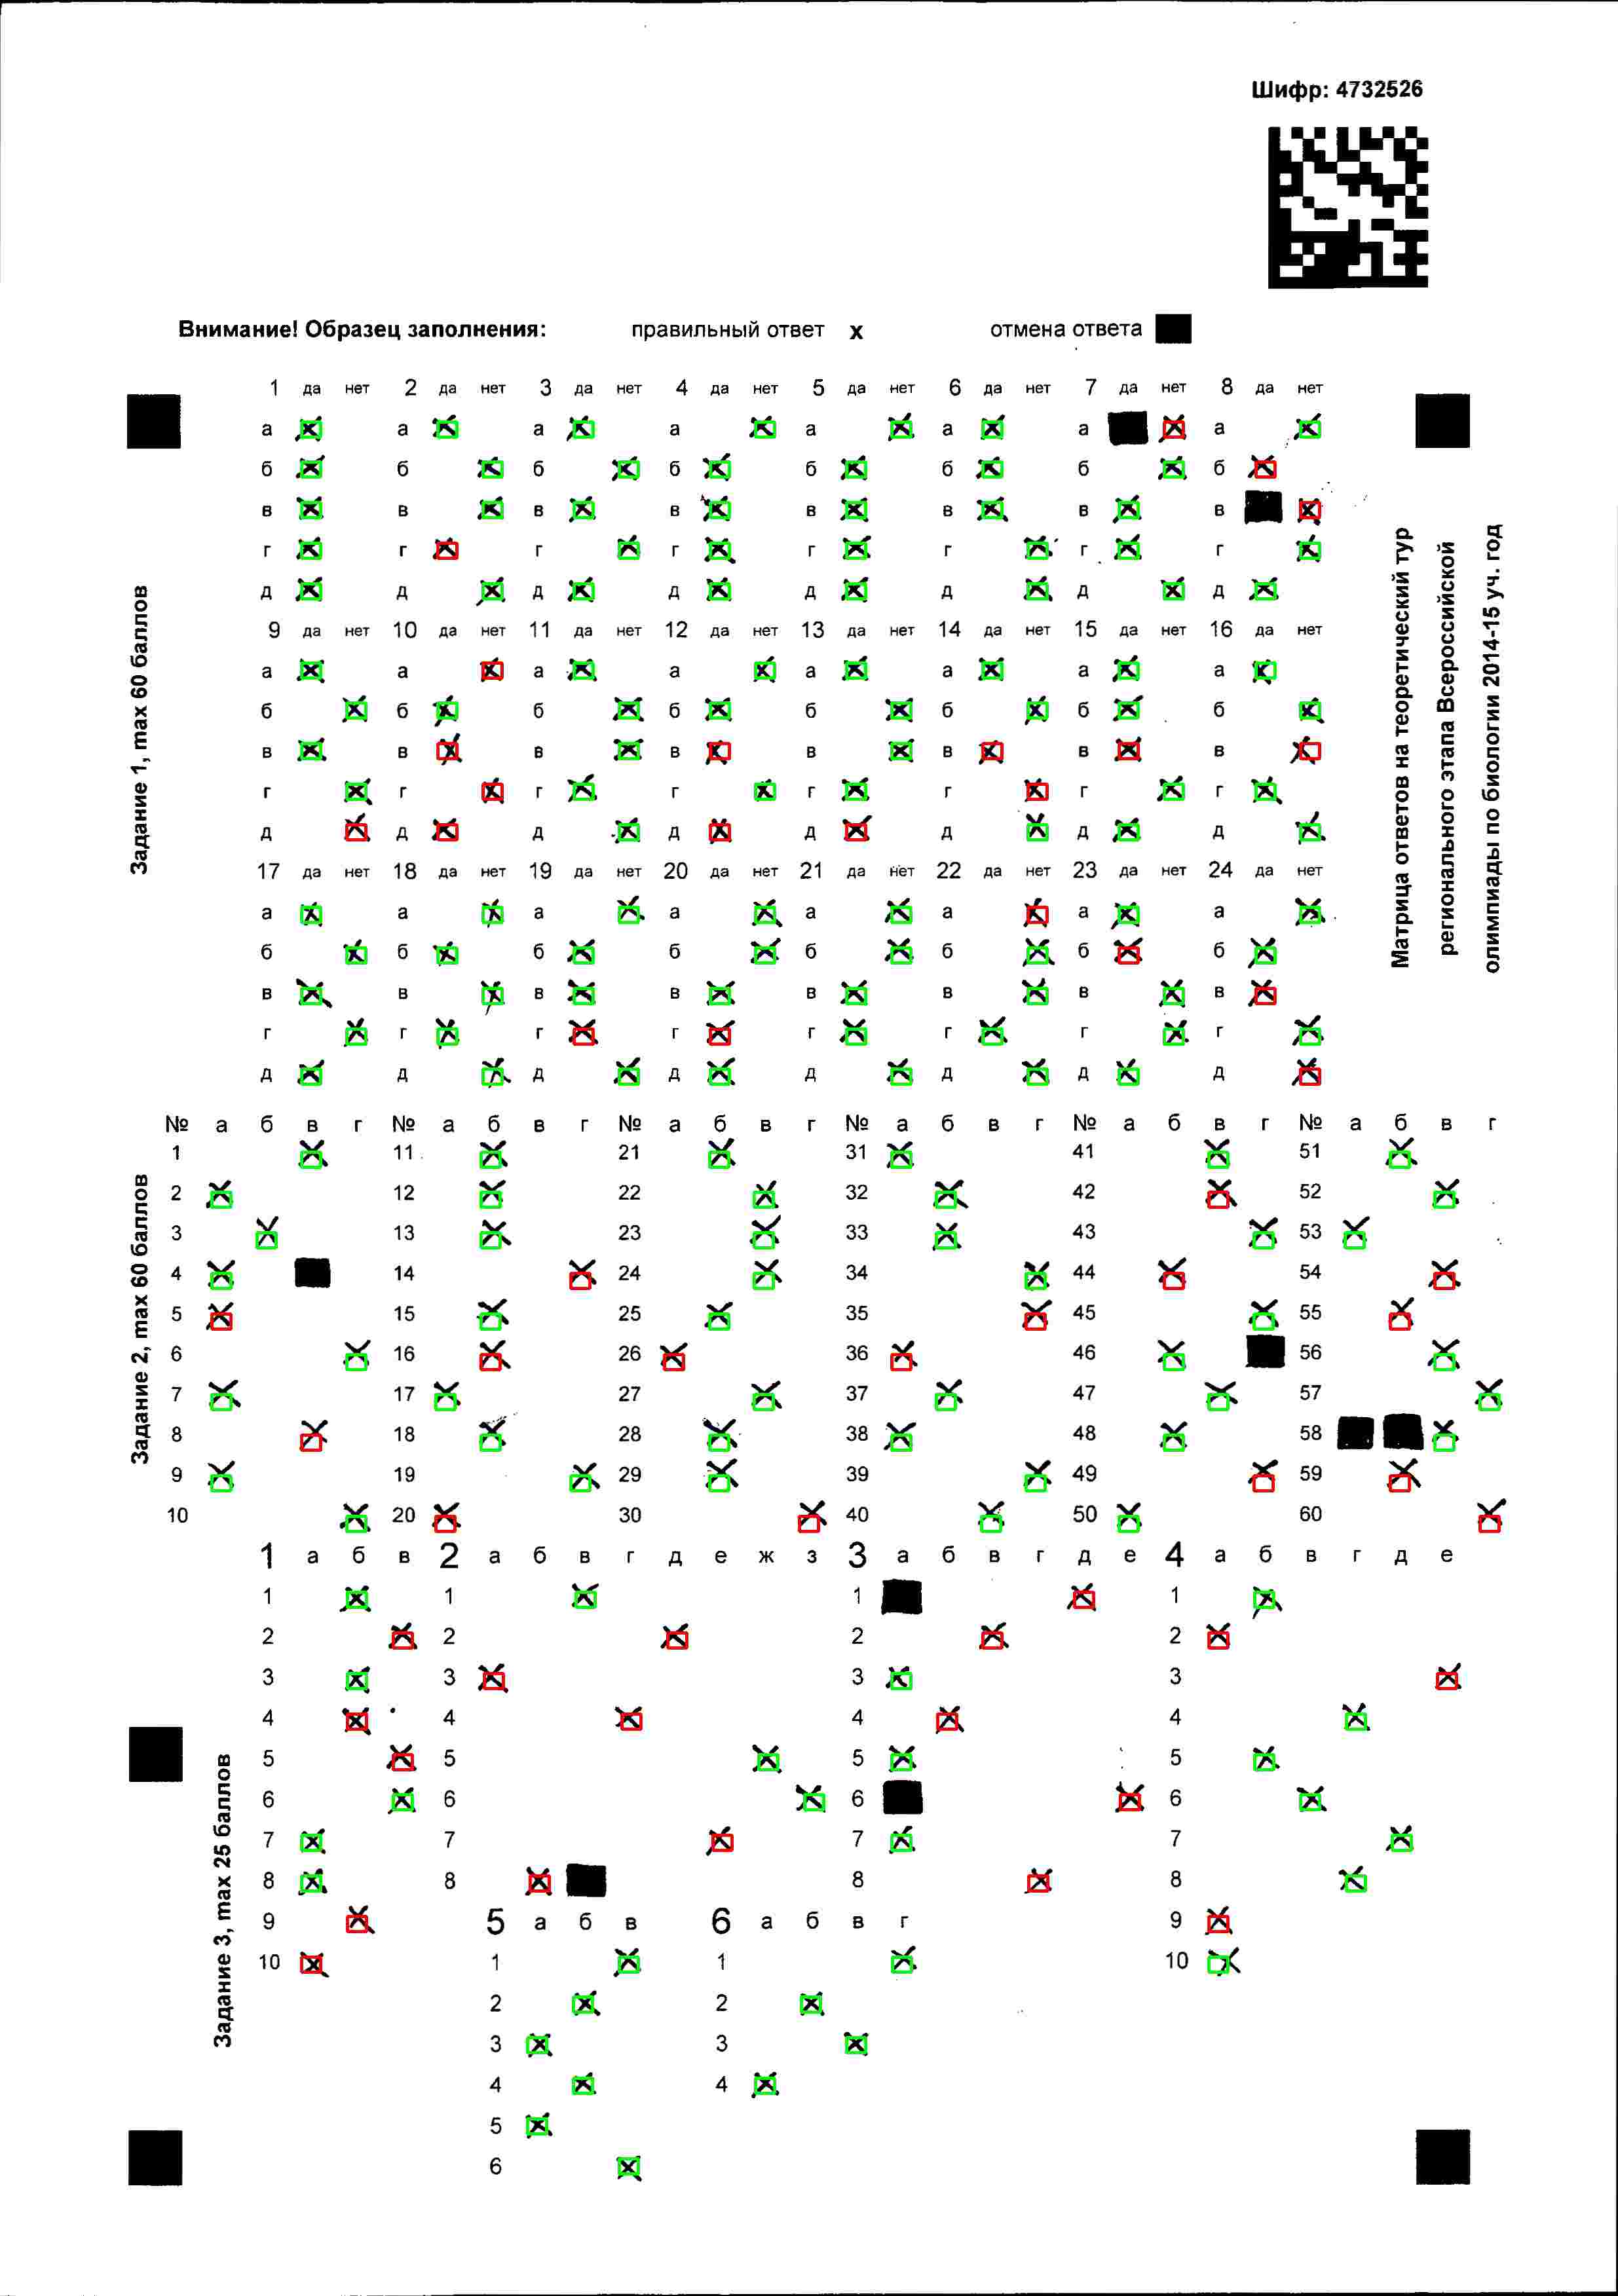 Шифр: 4732526
Внимание! Образец заполнения: правильный ответ х отмена ответа
1 да нет 2 да нет 3 да нет 4 да нет 5 да нет 6 да нет 7 да нет 8 да нет
а а а а а а а а
б б б б б б б б
в в в в в в в в
г г г г г г г г
д д д д д д д д
9 да нет 10 да нет 11 да нет 12 да нет 13 да нет 14 да нет 15 да нет 16 да нет
а а а а а а а а
б б б б б б б б
в в в в в в в в
г г г г г г г г
д д д д д д д д
17 да нет 18 да нет 19 да нет 20 да нет 21 да нет 22 да нет 23 да нет 24 да нет
а а а а а а а а
б б б б б б б б
в в в в в в в в
г г г г г г г г
д д д д д д д д
Задание 1, max 60 баллов
Матрица ответов на теоретический тур
регионального этапа Всероссийской
олимпиады по биологии 2014-15 уч. год
№ а б в г № а б в г № а б в г № а б в г № а б в г № а б в г
1 11 21 31 41 51
2 12 22 32 42 52
3 13 23 33 43 53
4 14 24 34 44 54
5 15 25 35 45 55
6 16 26 36 46 56
7 17 27 37 47 57
8 18 28 38 48 58
9 19 29 39 49 59
10 20 30 40 50 60
Задание 2, max 60 баллов
1 а б в 2 а б в г д е ж з 3 а б в г д е 4 а б в г д е
1 1 1 1
2 2 2 2
3 3 3 3
4 4 4 4
5 5 5 5
6 6 6 6
7 7 7 7
8 8 8 8
9 5 а б в 6 а б в г 9
10 1 1 10
2 2
3 3
4 4
5
6
Задание 3, max 25 баллов